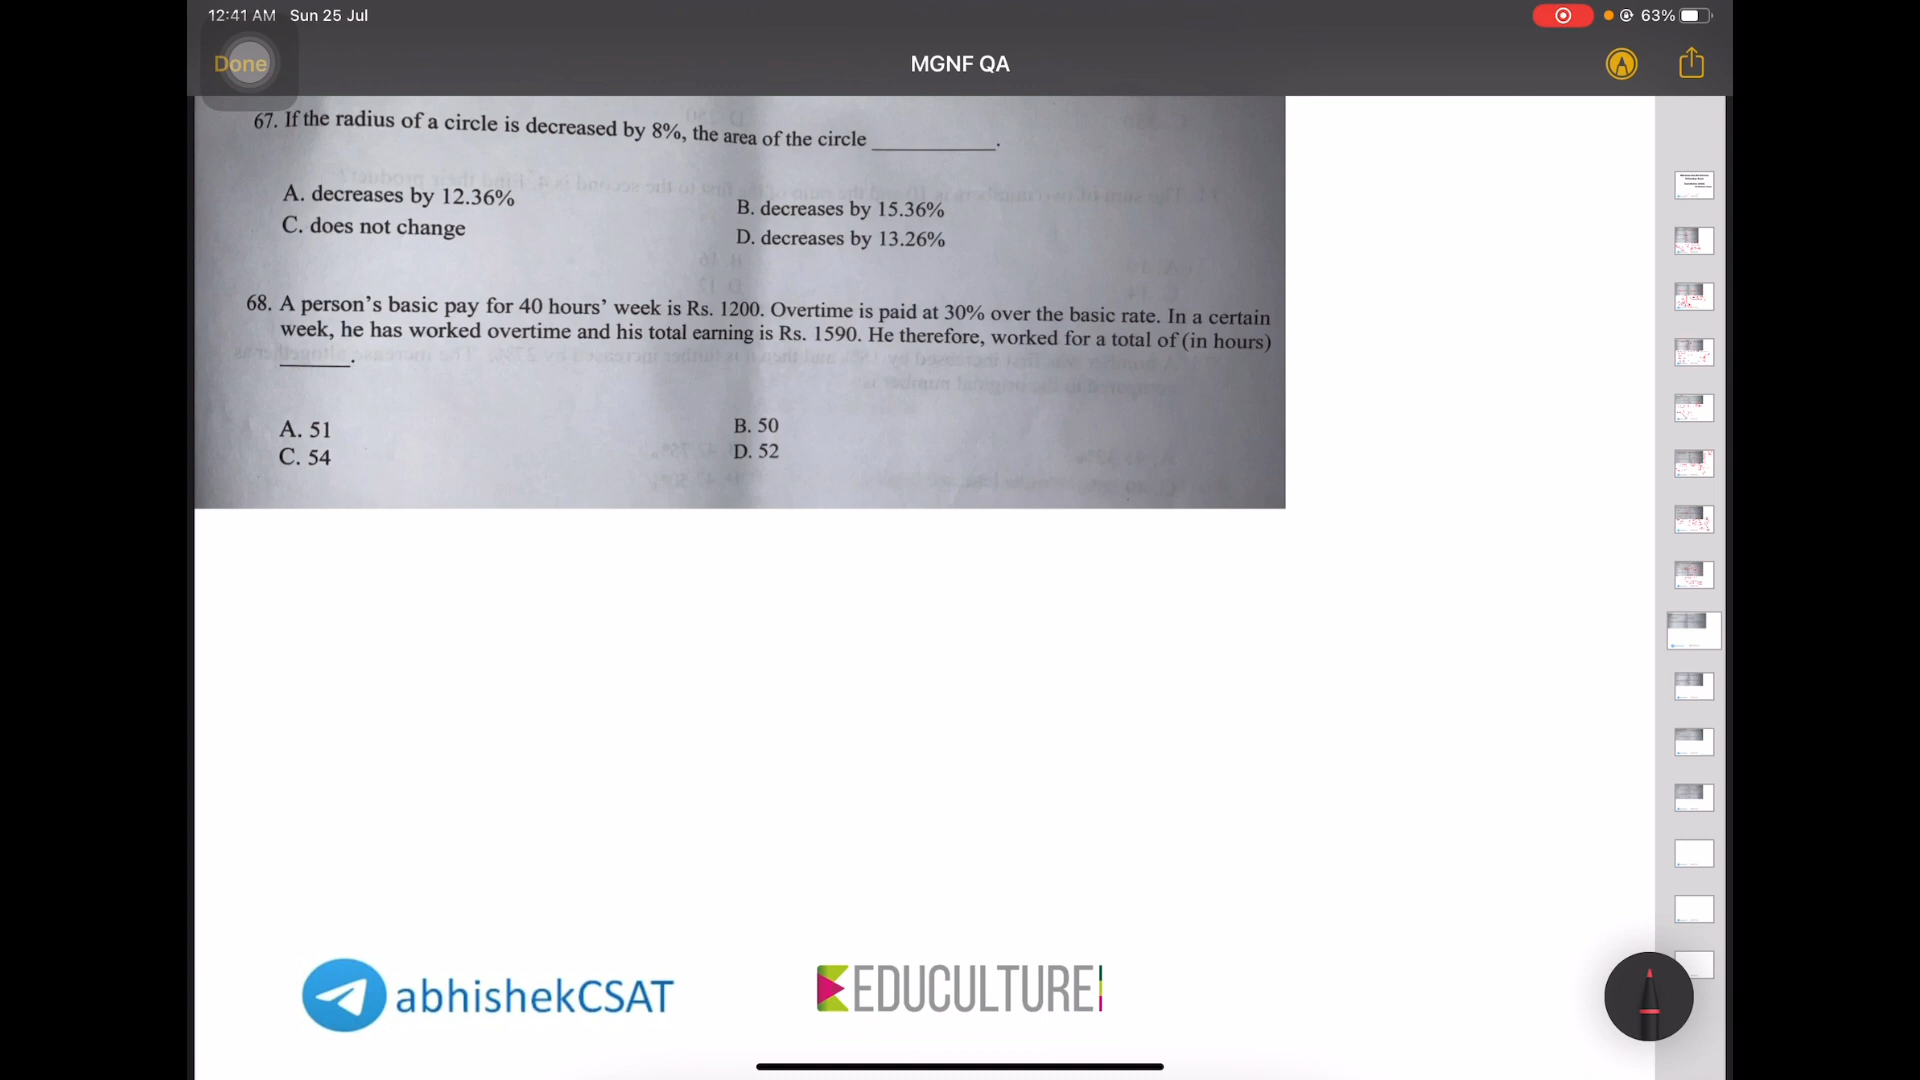 12:41 AM Sun 25 Jul
63%
Done
MGNF QA
67. If the radius of a circle is decreased by 8%, the area of the circle ____________.
A. decreases by 12.36%
B. decreases by 15.36%
C. does not change
D. decreases by 13.26%
68. A person's basic pay for 40 hours' week is Rs. 1200. Overtime is paid at 30% over the basic rate. In a certain
week, he has worked overtime and his total earning is Rs. 1590. He therefore, worked for a total of (in hours)
_______.
A. 51
B. 50
C. 54
D. 52
abhishekCSAT
EDUCULTURE